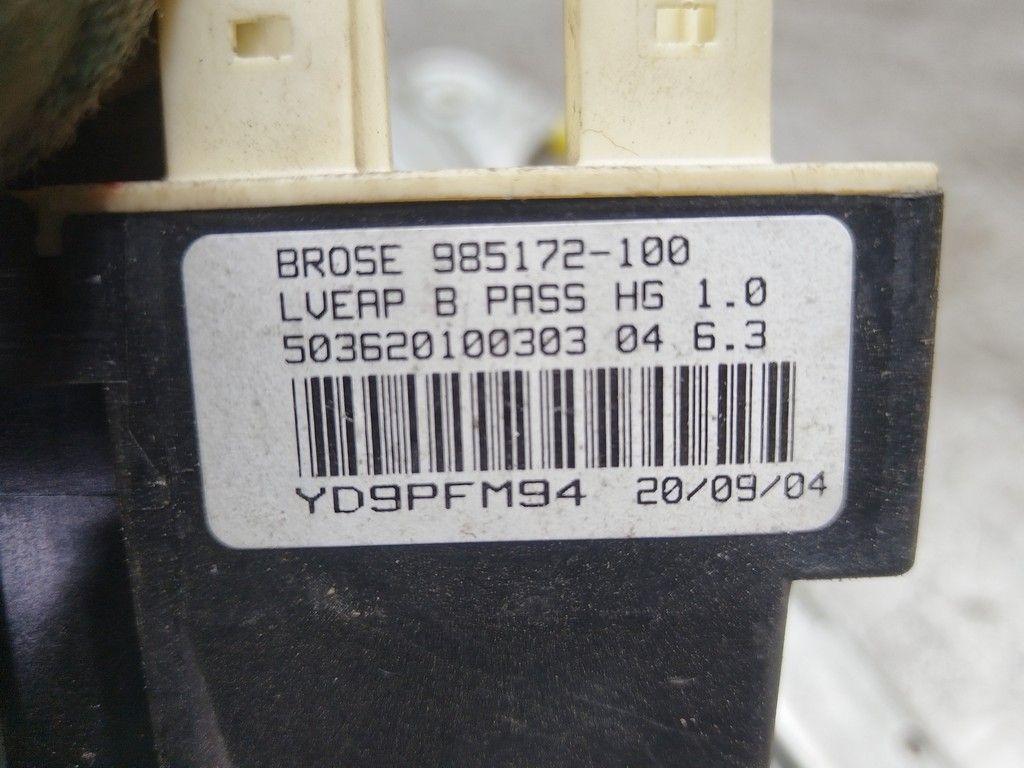 BROSE 985172-100
LVEAP B PASS HG 1.0
503620100303 04 6.3
YD9PFM94 20/09/04